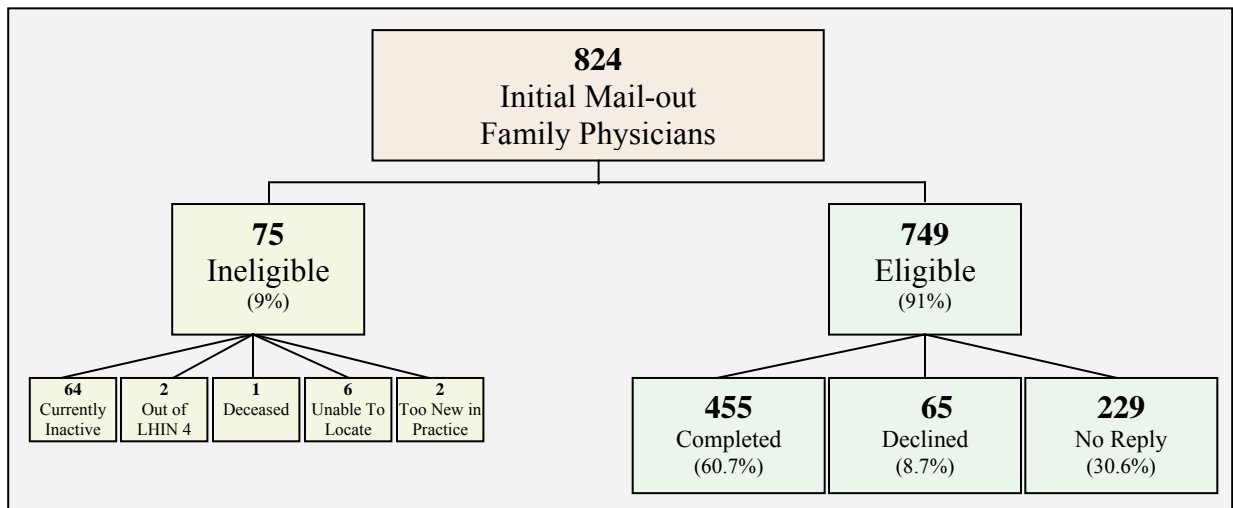 824
Initial Mail-out
Family Physicians
75
Ineligible
(9%)
749
Eligible
(91%)
64
Currently
Inactive
2
Out of
LHIN 4
1
Deceased
6
Unable To
Locate
2
Too New in
Practice
455
Completed
(60.7%)
65
Declined
(8.7%)
229
No Reply
(30.6%)